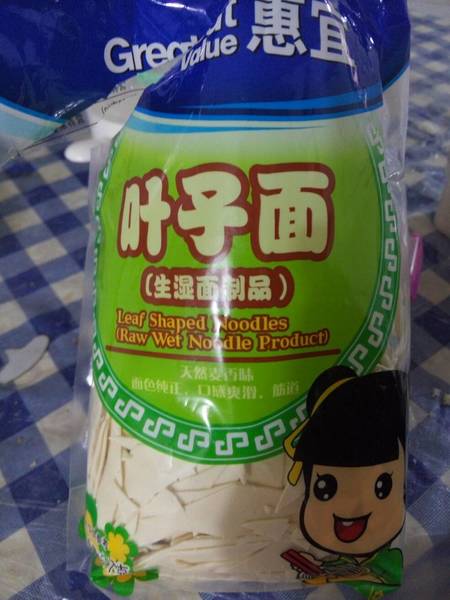 Great Value 惠宜
叶子面
(生湿面制品)
Leaf Shaped Noodles
(Raw Wet Noodle Product)
天然麦香味
面色纯正、口感爽滑、筋道